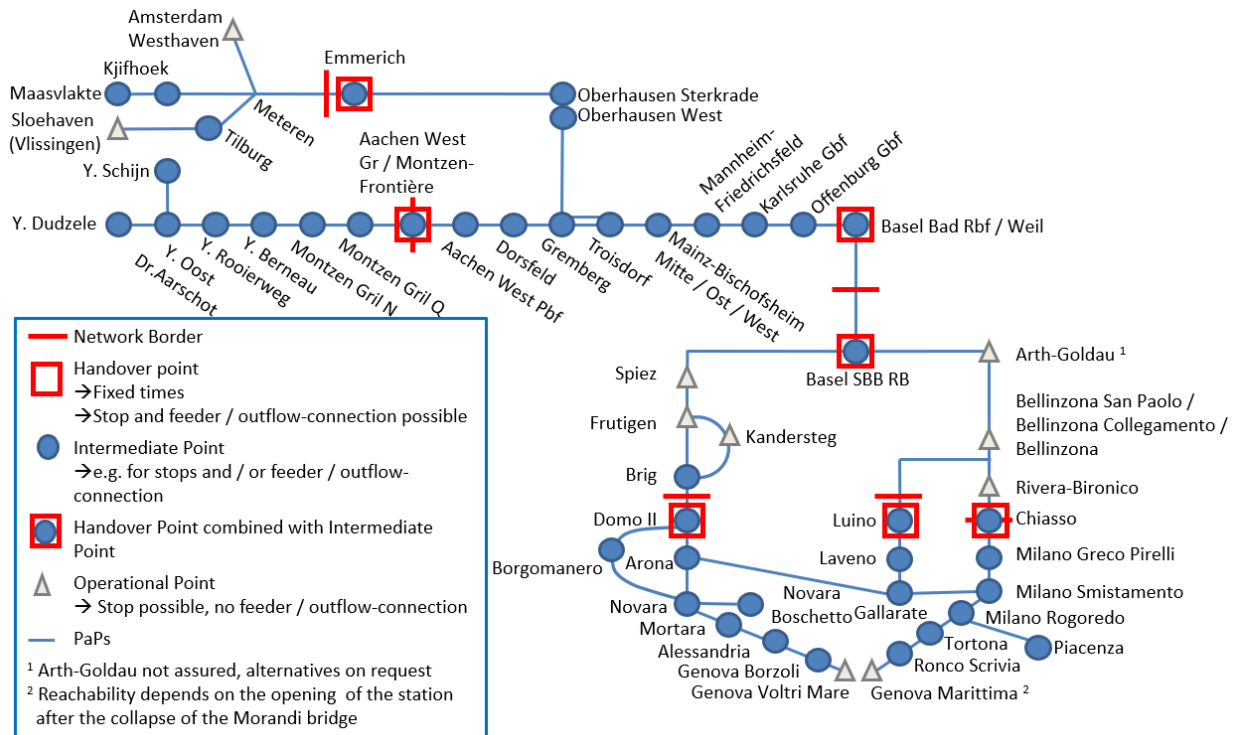 Amsterdam
Westhaven
Kjifhoek
Emmerich
Maasvlakte
Oberhausen Sterkrade
Oberhausen West
Sloehaven
(Vlissingen)
Meteren
Tilburg
Aachen West
Gr / Montzen-
Frontière
Mannheim-
Friedrichsfeld
Karlsruhe Gbf
Offenburg Gbf
Y. Schijn
Y. Dudzele
Basel Bad Rbf / Weil
Y. Oost
Dr.Aarschot
Y. Rooierweg
Y. Berneau
Montzen Gril N
Montzen Gril Q
Aachen West Pbf
Dorsfeld
Gremberg
Troisdorf
Mainz-Bischofsheim
Mitte / Ost / West
Network Border
Handover point
→Fixed times
→Stop and feeder / outflow-connection possible
Intermediate Point
→e.g. for stops and / or feeder / outflow-
connection
Handover Point combined with Intermediate
Point
Operational Point
→ Stop possible, no feeder / outflow-connection
PaPs
¹ Arth-Goldau not assured, alternatives on request
² Reachability depends on the opening of the station
after the collapse of the Morandi bridge
Basel SBB RB
Arth-Goldau ¹
Spiez
Frutigen
Kandersteg
Brig
Bellinzona San Paolo /
Bellinzona Collegamento /
Bellinzona
Rivera-Bironico
Domo II
Luino
Chiasso
Borgomanero
Arona
Laveno
Milano Greco Pirelli
Novara
Novara
Boschetto
Gallarate
Milano Smistamento
Mortara
Milano Rogoredo
Alessandria
Tortona
Piacenza
Genova Borzoli
Ronco Scrivia
Genova Voltri Mare
Genova Marittima ²